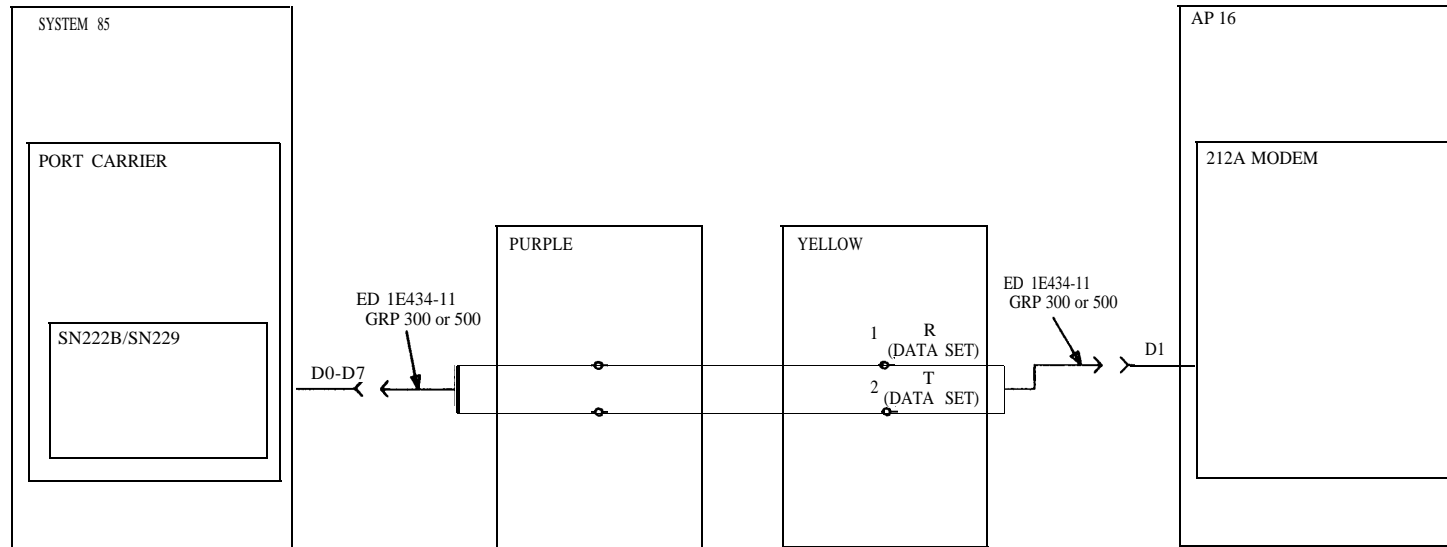 SYSTEM 85
PORT CARRIER
SN222B/SN229
D0-D7
ED 1E434-11
GRP 300 or 500
PURPLE
YELLOW
1 R
(DATA SET)
2 T
(DATA SET)
ED 1E434-11
GRP 300 or 500
D1
AP 16
212A MODEM